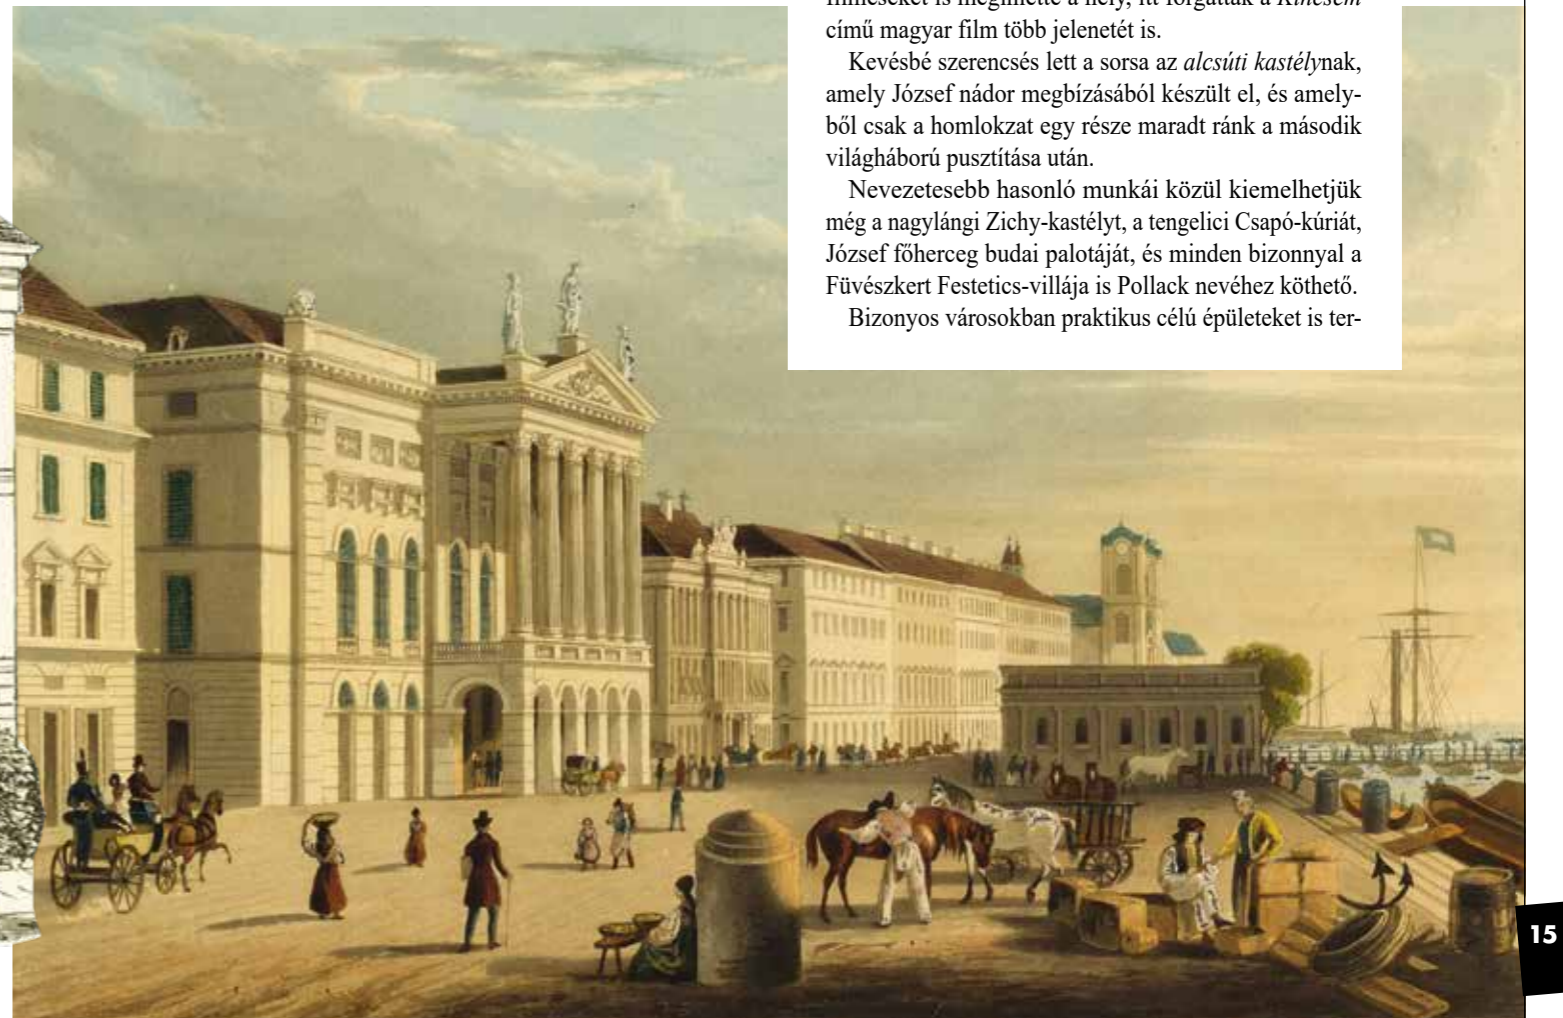 című magyar film több jelenetét is.
Kevésbé szerencsés lett a sorsa az alcsúti kastélynak,
amely József nádor megbízásából készült el, és amely-
ből csak a homlokzat egy része maradt ránk a második
világháború pusztítása után.
Nevezetesebb hasonló munkái közül kiemelhetjük
még a nagylángi Zichy-kastélyt, a tengelici Csapó-kúriát,
József főherceg budai palotáját, és minden bizonnyal a
Füvészkert Festetics-villája is Pollack nevéhez köthető.
Bizonyos városokban praktikus célú épületeket is ter-
15